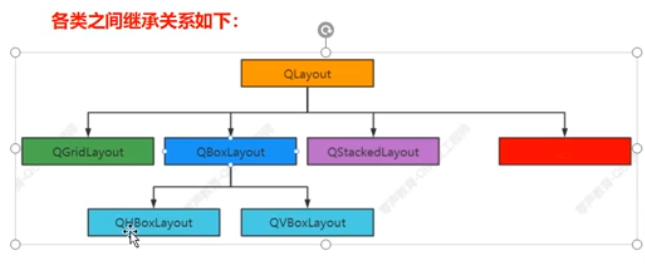 各类之间继承关系如下：
QLayout
QGridLayout
QBoxLayout
QStackedLayout
QHBoxLayout
QVBoxLayout